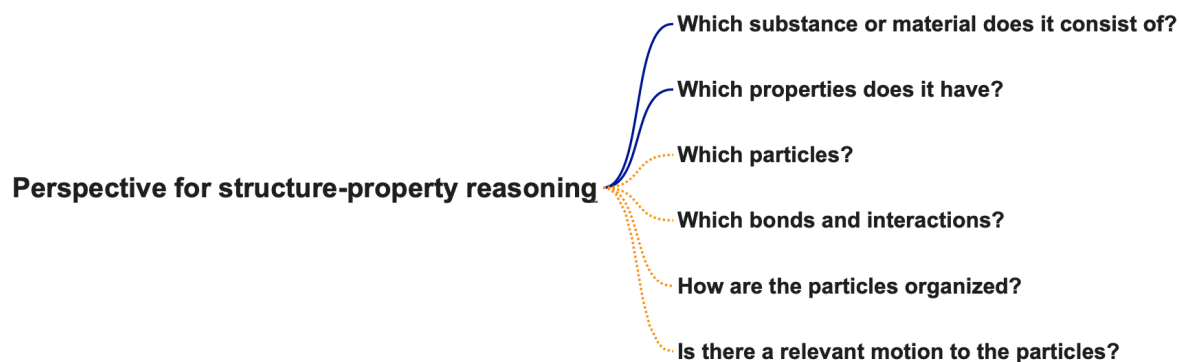 Which substance or material does it consist of?
Which properties does it have?
Which particles?
Perspective for structure-property reasoning
Which bonds and interactions?
How are the particles organized?
Is there a relevant motion to the particles?